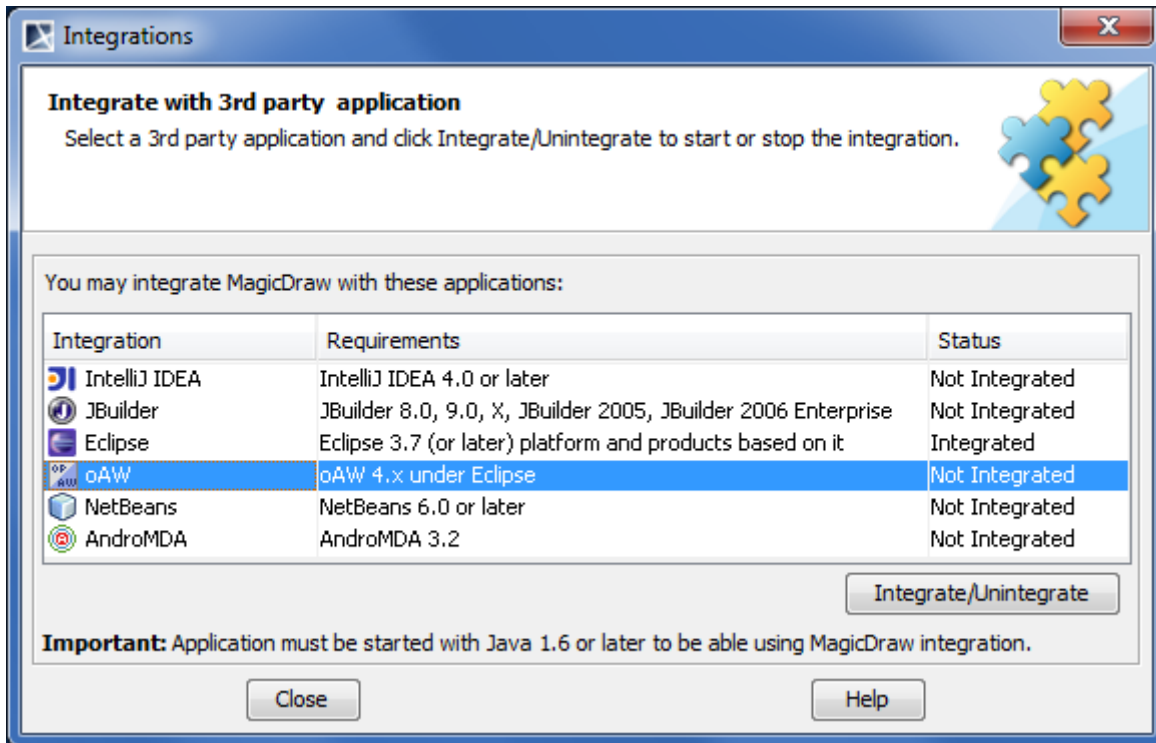 Integrations
Integrate with 3rd party application
Select a 3rd party application and click Integrate/Unintegrate to start or stop the integration.
You may integrate MagicDraw with these applications:
Integration Requirements Status
IntelliJ IDEA IntelliJ IDEA 4.0 or later Not Integrated
JBuilder JBuilder 8.0, 9.0, X, JBuilder 2005, JBuilder 2006 Enterprise Not Integrated
Eclipse Eclipse 3.7 (or later) platform and products based on it Integrated
OP AW oAW oAW 4.x under Eclipse Not Integrated
NetBeans NetBeans 6.0 or later Not Integrated
AndroMDA AndroMDA 3.2 Not Integrated
Integrate/Unintegrate
Important: Application must be started with Java 1.6 or later to be able using MagicDraw integration.
Close Help